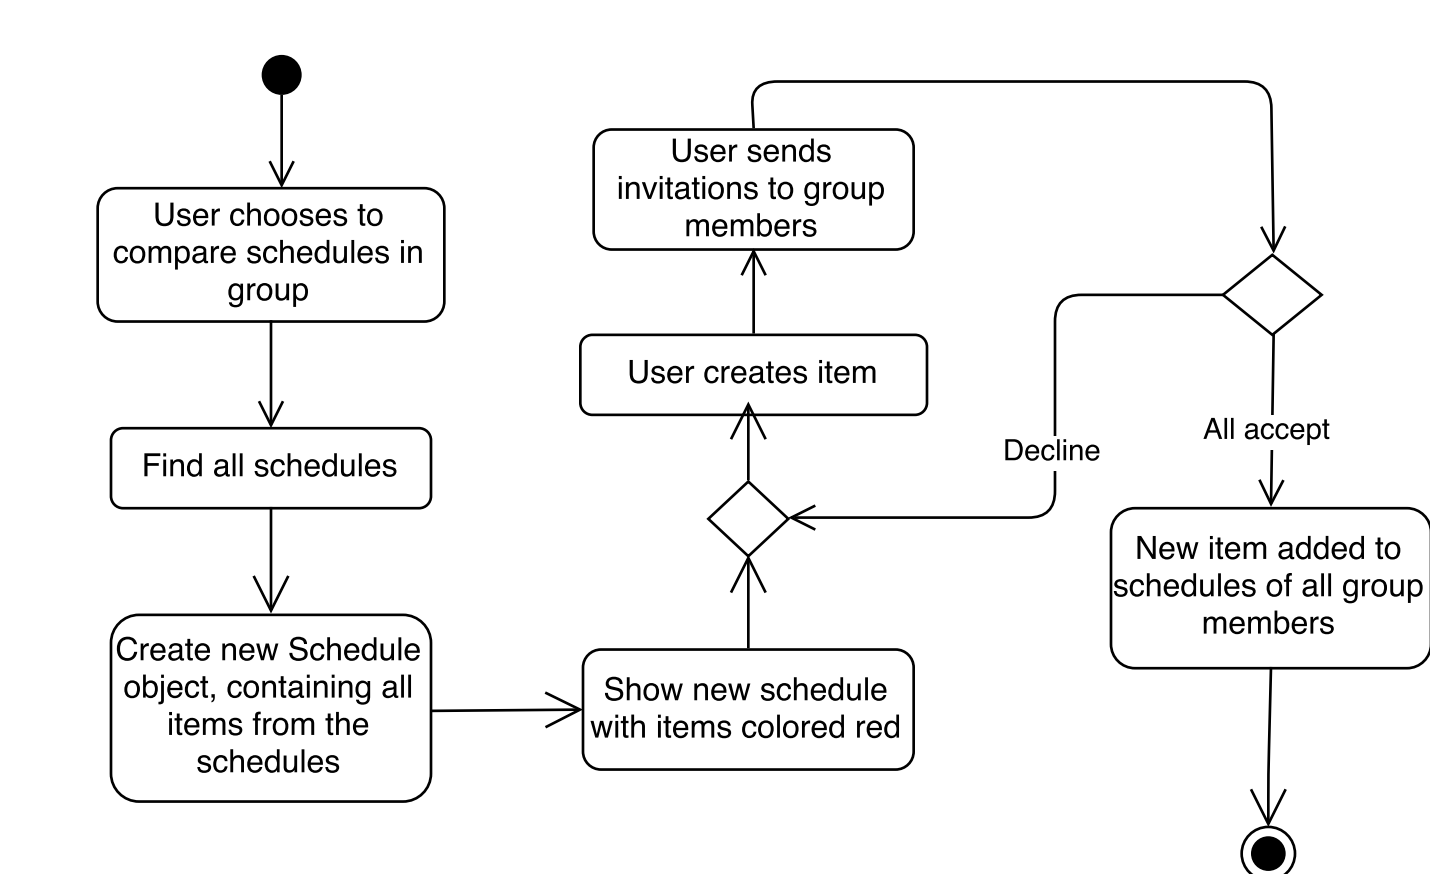 User chooses to
compare schedules in
group
Find all schedules
Create new Schedule
object, containing all
items from the
schedules
Show new schedule
with items colored red
User creates item
User sends
invitations to group
members
Decline
All accept
New item added to
schedules of all group
members